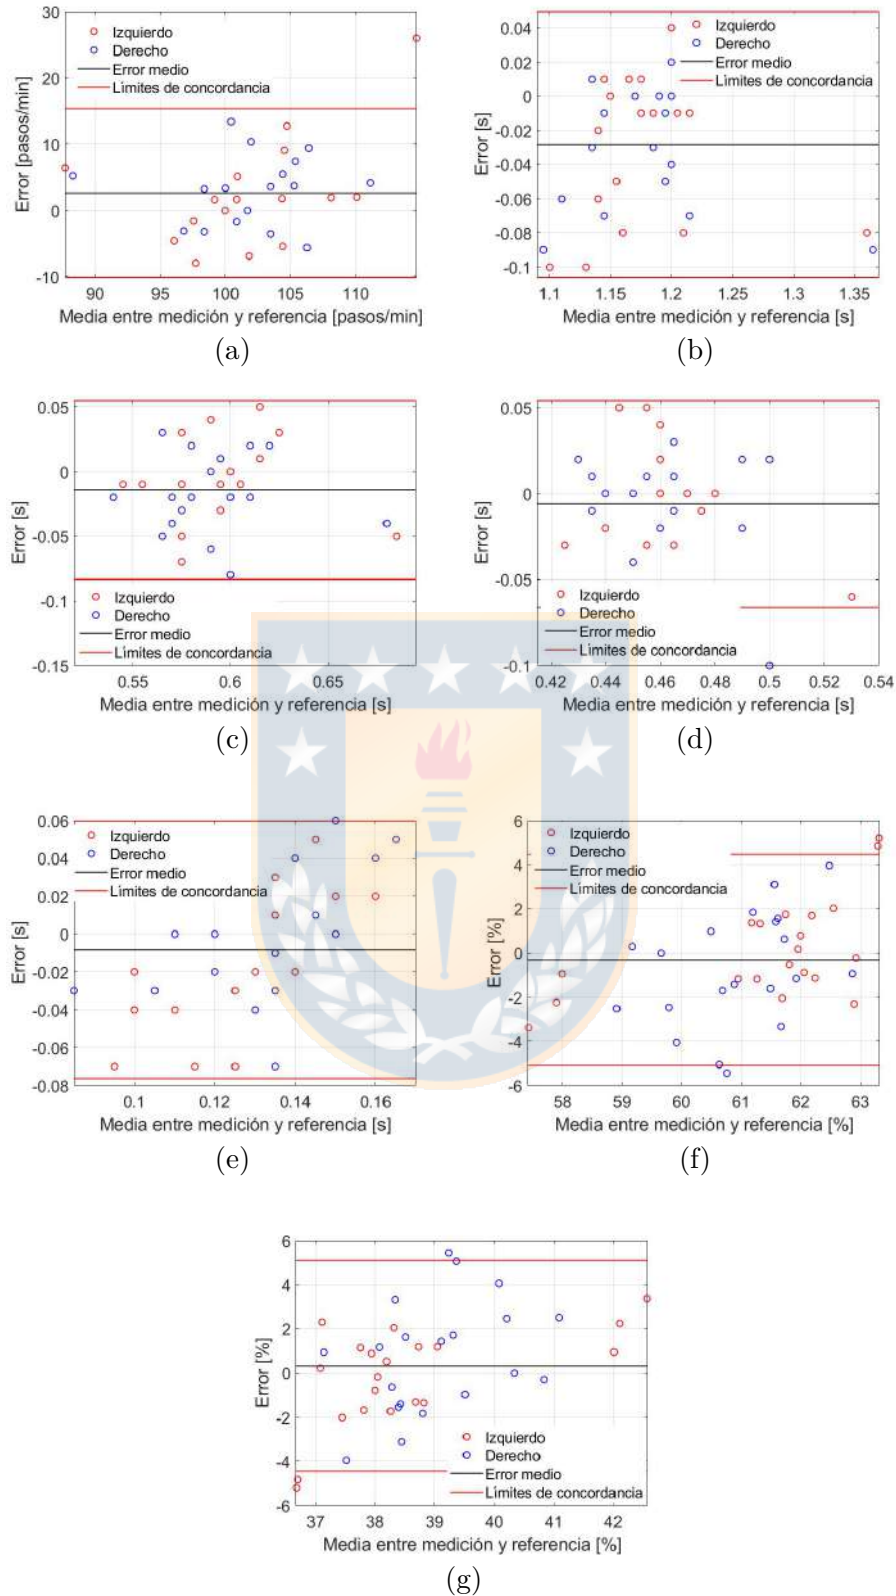 30
20
10
0
-10
Error [pasos/min]
Izquierdo
Derecho
Error medio
Límites de concordancia
90 95 100 105 110
Media entre medición y referencia [pasos/min]
(a)
0.04
0.02
0
-0.02
-0.04
-0.06
-0.08
-0.1
Error [s]
Izquierdo
Derecho
Error medio
Límites de concordancia
1.1 1.15 1.2 1.25 1.3 1.35
Media entre medición y referencia [s]
(b)
0.05
0
-0.05
-0.1
-0.15
Error [s]
Izquierdo
Derecho
Error medio
Límites de concordancia
0.55 0.6 0.65
Media entre medición y referencia [s]
(c)
0.05
0
-0.05
-0.1
Error [s]
Izquierdo
Derecho
Error medio
Límites de concordancia
0.42 0.44 0.46 0.48 0.5 0.52 0.54
Media entre medición y referencia [s]
(d)
0.06
0.04
0.02
0
-0.02
-0.04
-0.06
-0.08
Error [s]
Izquierdo
Derecho
Error medio
Límites de concordancia
0.1 0.12 0.14 0.16
Media entre medición y referencia [s]
(e)
6
4
2
0
-2
-4
-6
Error [%]
Izquierdo
Derecho
Error medio
Límites de concordancia
58 59 60 61 62 63
Media entre medición y referencia [%]
(f)
6
4
2
0
-2
-4
-6
Error [%]
Izquierdo
Derecho
Error medio
Límites de concordancia
37 38 39 40 41 42
Media entre medición y referencia [%]
(g)